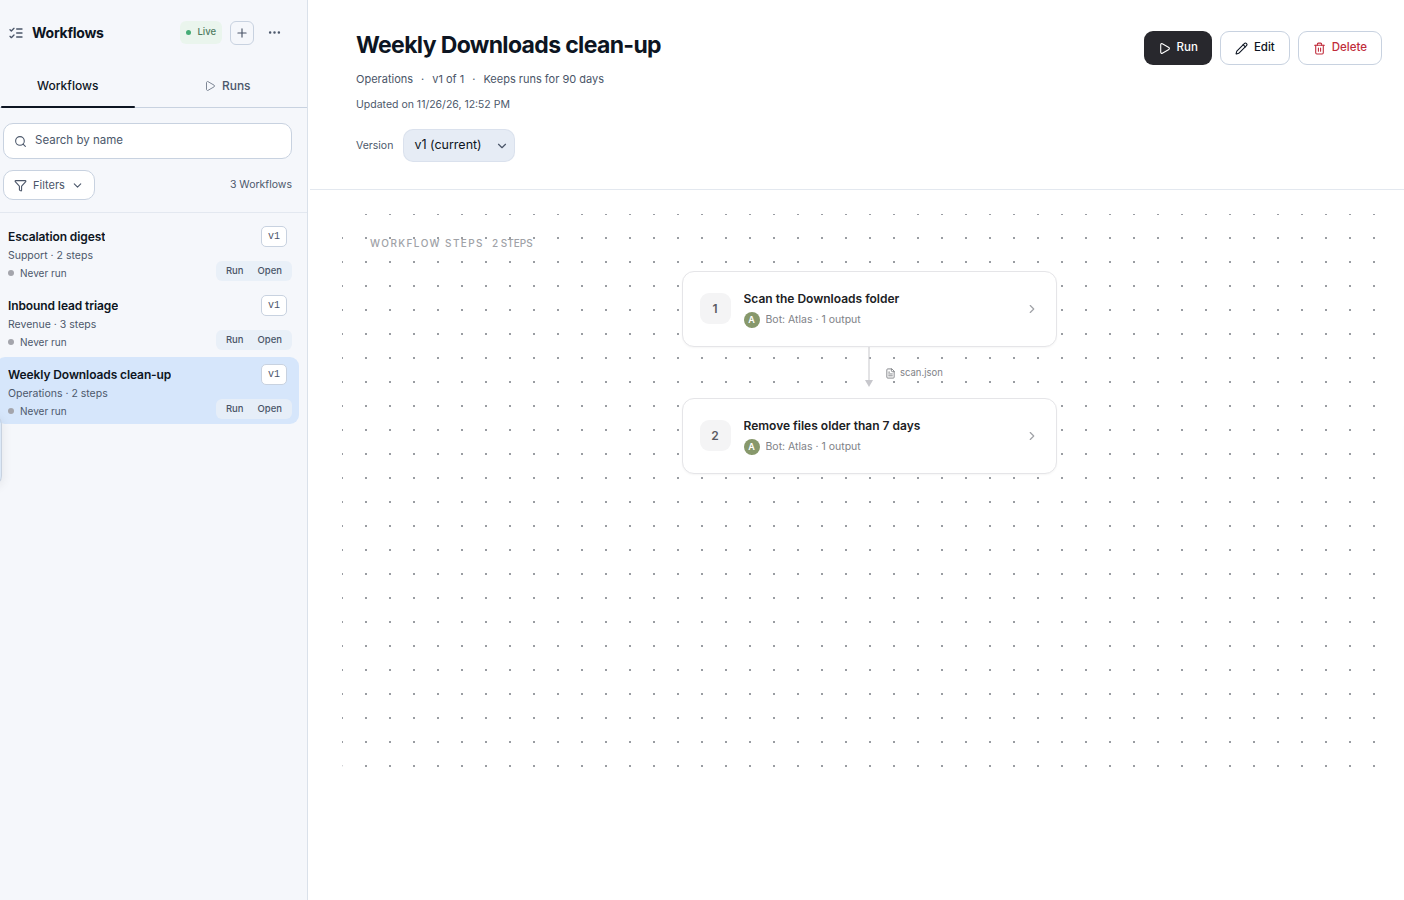 Workflows
Live
Workflows
Runs
Search by name
Filters
3 Workflows
Escalation digest
v1
Support · 2 steps
Never run
Run
Open
Inbound lead triage
v1
Revenue · 3 steps
Never run
Run
Open
Weekly Downloads clean-up
v1
Operations · 2 steps
Never run
Run
Open
Weekly Downloads clean-up
Operations · v1 of 1 · Keeps runs for 90 days
Updated on 11/26/26, 12:52 PM
Version
v1 (current)
Run
Edit
Delete
WORKFLOW STEPS 2 STEPS
1
Scan the Downloads folder
A
Bot: Atlas · 1 output
scan.json
2
Remove files older than 7 days
A
Bot: Atlas · 1 output